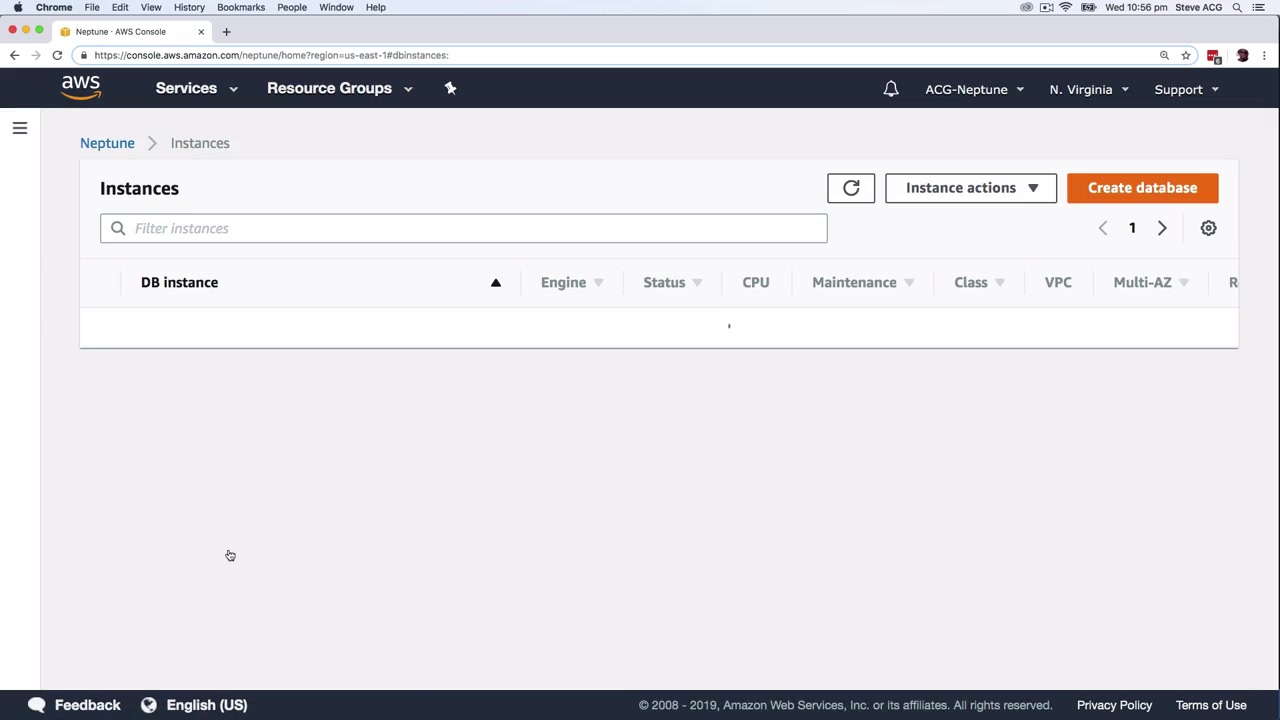 Chrome File Edit View History Bookmarks People Window Help Wed 10:56 pm Steve ACG
Neptune · AWS Console
https://console.aws.amazon.com/neptune/home?region=us-east-1#dbinstances:
aws Services Resource Groups ACG-Neptune N. Virginia Support
Neptune Instances
Instances Instance actions Create database
Filter instances 1
DB instance Engine Status CPU Maintenance Class VPC Multi-AZ R
Feedback English (US) © 2008 - 2019, Amazon Web Services, Inc. or its affiliates. All rights reserved. Privacy Policy Terms of Use